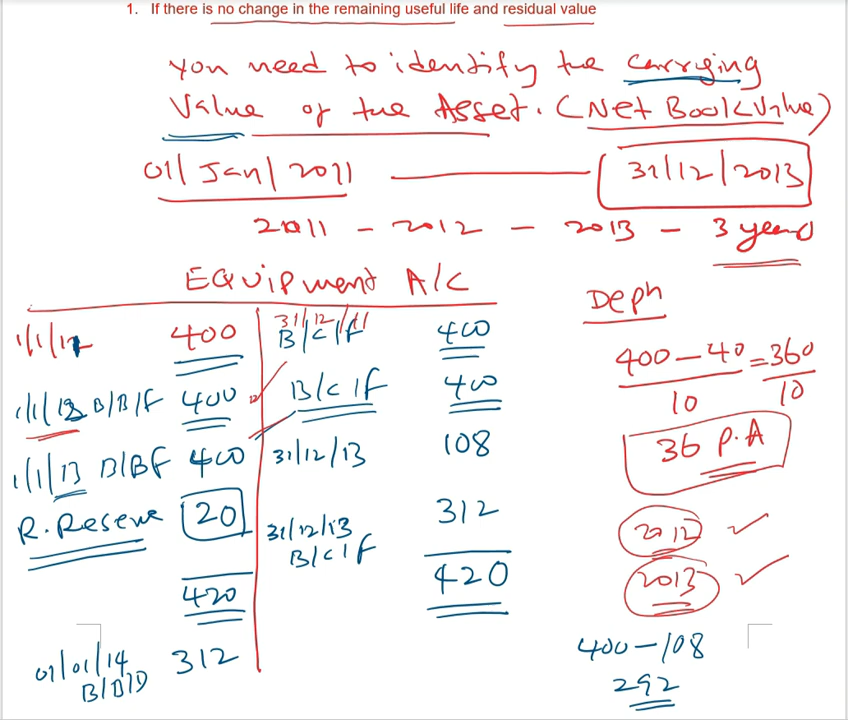 1. If there is no change in the remaining useful life and residual value
you need to identify the carrying
value of the Asset. (Net Book Value)
01/Jan/2011 31/12/2013
2011 - 2012 - 2013 - 3 years
EQUIPment A/C
Deph
1/1/12 400 31/12/11 B/C/F 400
400-40=360
10 10
1/1/12 B/B/F 400 B/C/F 400
36 P.A
1/1/13 B/BF 400 31/12/13 108
R. Reserve 20 31/12/13 B/C/F 312
2012
2013
420 420
01/01/14 B/B/D 312
400-108
292